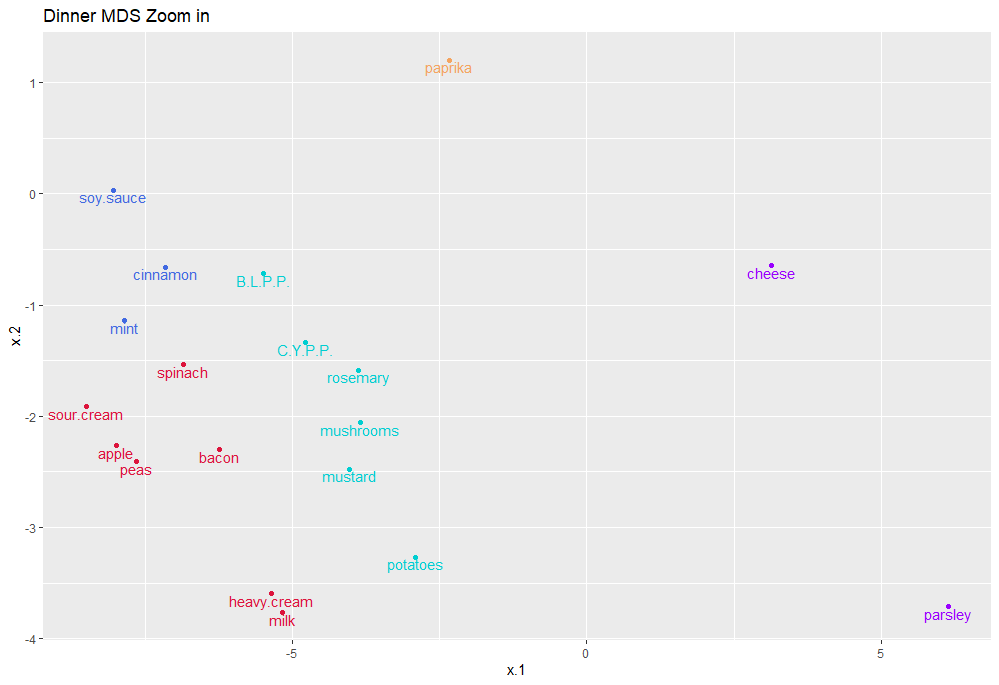 Dinner MDS Zoom in
paprika
1
soy.sauce
0
cinnamon
B.L.P.P.
cheese
-1
mint
C.Y.P.P.
spinach
rosemary
sour.cream
-2
mushrooms
apple
bacon
peas
mustard
-3
potatoes
heavy.cream
milk
parsley
-4
-5
0
5
x.1
x.2